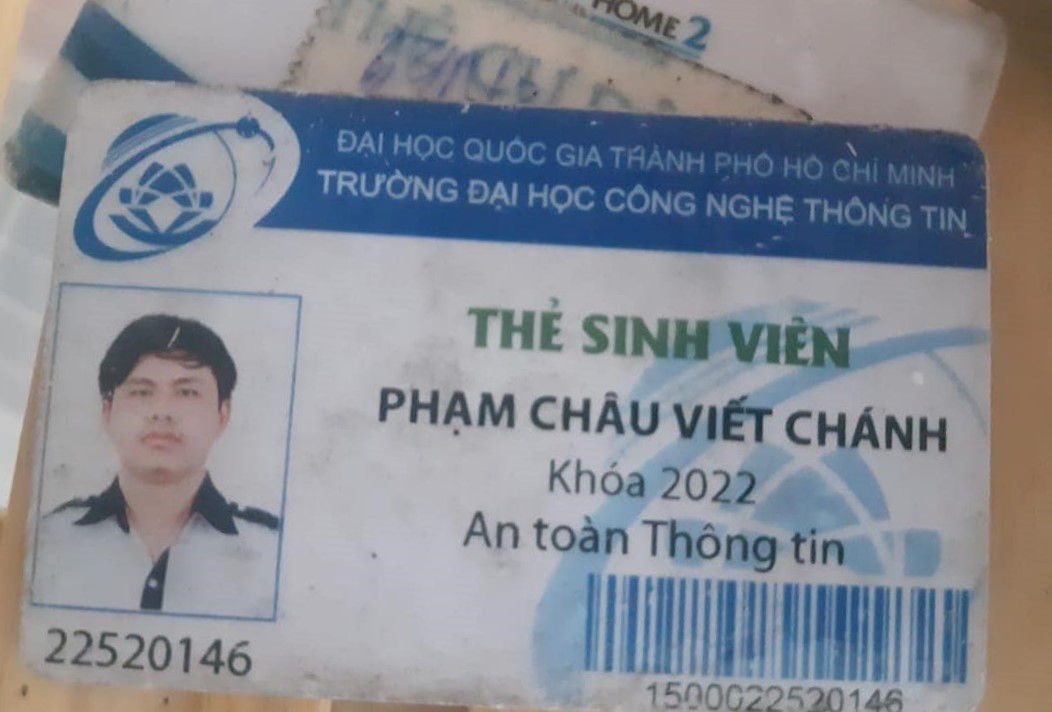 HOME 2
ĐẠI HỌC QUỐC GIA THÀNH PHỐ HỒ CHÍ MINH
TRƯỜNG ĐẠI HỌC CÔNG NGHỆ THÔNG TIN
THẺ SINH VIÊN
PHẠM CHÂU VIẾT CHÁNH
Khóa 2022
An toàn Thông tin
22520146
1500022520146